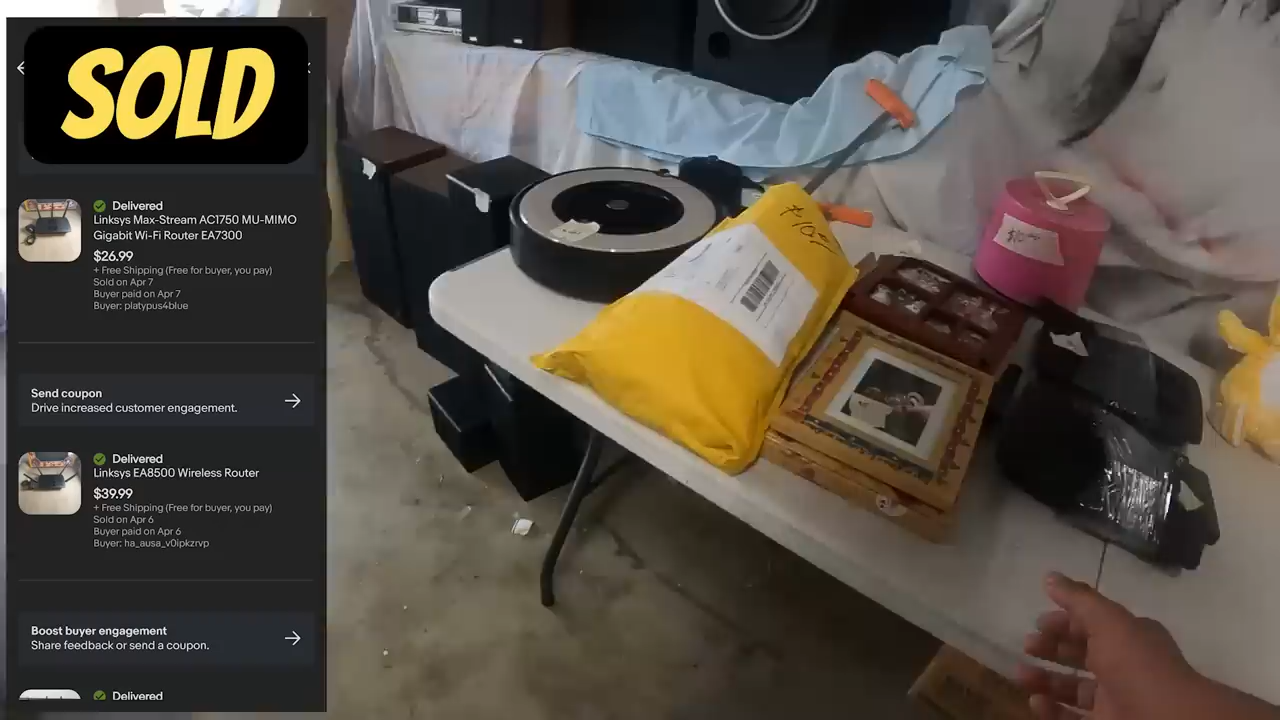 SOLD
Delivered
Linksys Max-Stream AC1750 MU-MIMO
Gigabit Wi-Fi Router EA7300
$26.99
+ Free Shipping (Free for buyer, you pay)
Sold on Apr 7
Buyer paid on Apr 7
Buyer: platypus4blue
Send coupon
Drive increased customer engagement.
Delivered
Linksys EA8500 Wireless Router
$39.99
+ Free Shipping (Free for buyer, you pay)
Sold on Apr 6
Buyer paid on Apr 6
Buyer: ha_ausa_v0ipkzrvp
Boost buyer engagement
Share feedback or send a coupon.
Delivered